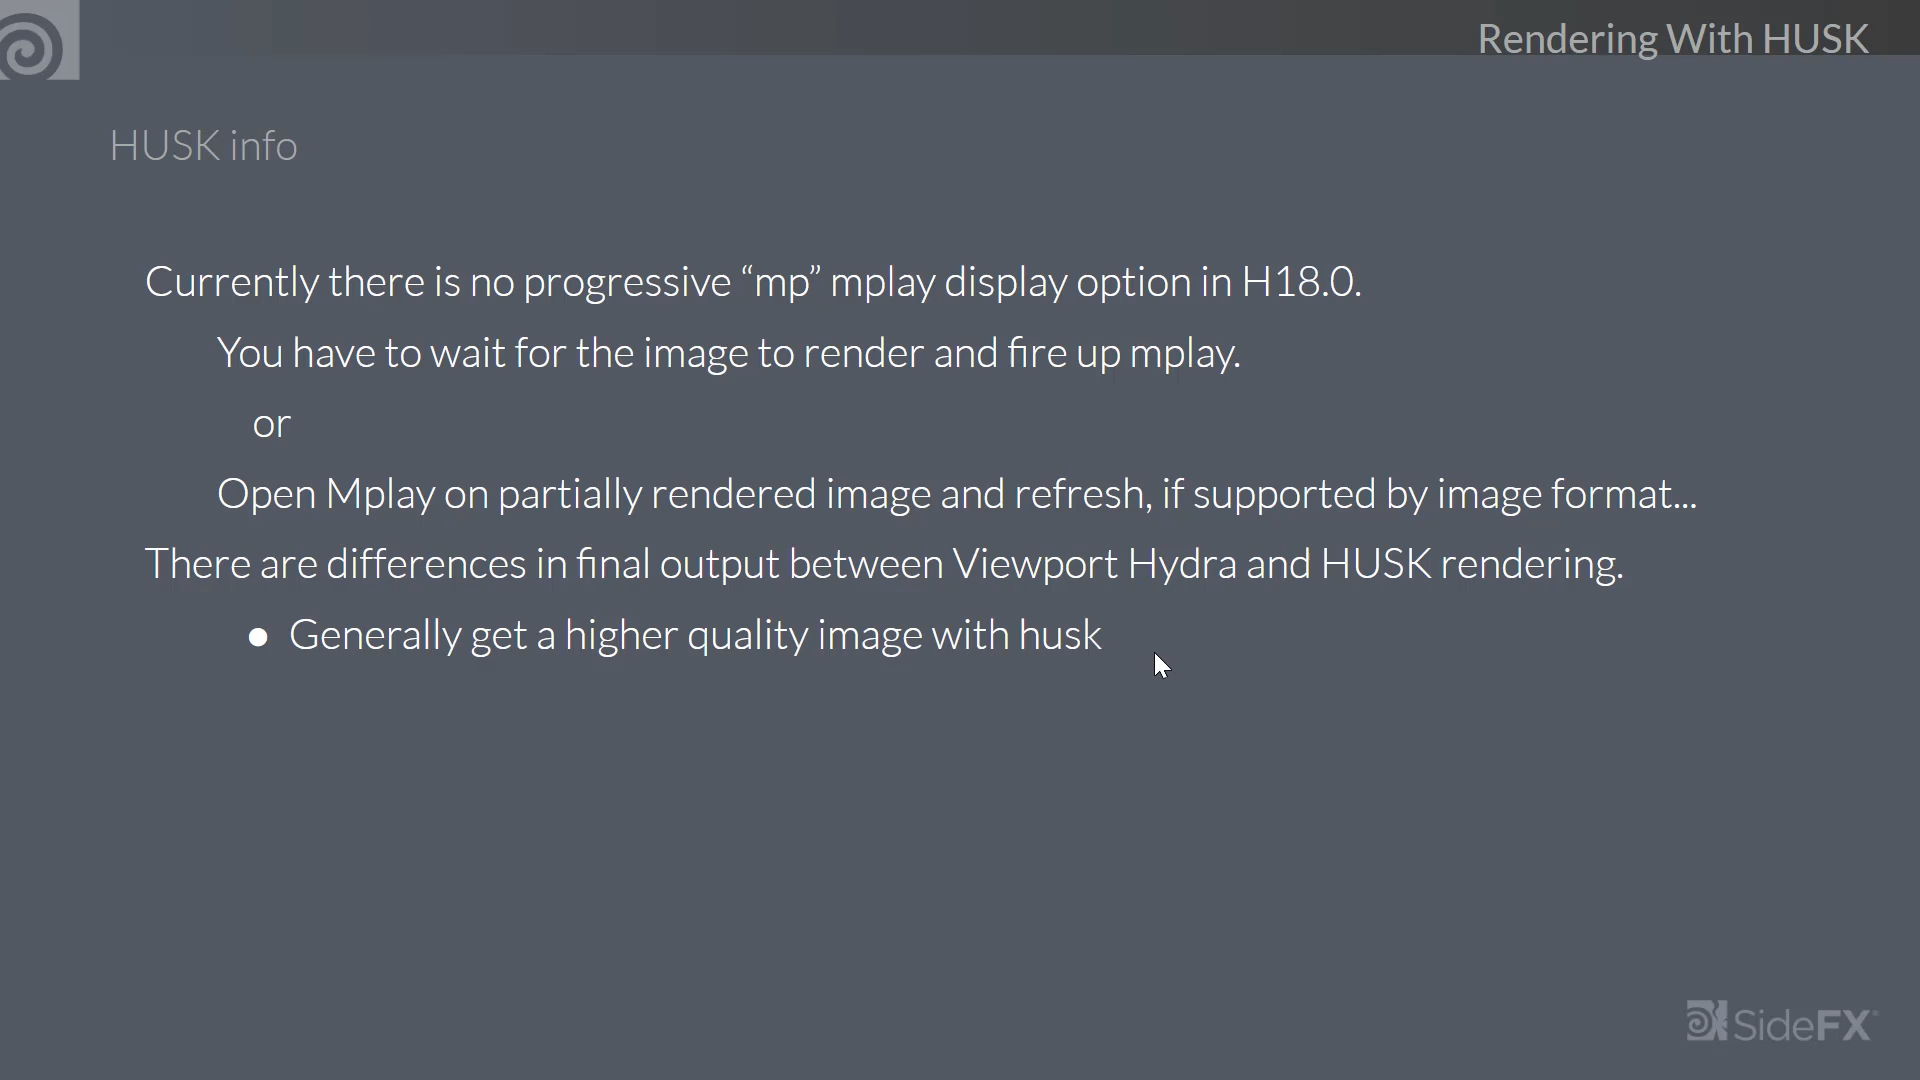 Rendering With HUSK
HUSK info
Currently there is no progressive “mp” mplay display option in H18.0.
You have to wait for the image to render and fire up mplay.
or
Open Mplay on partially rendered image and refresh, if supported by image format...
There are differences in final output between Viewport Hydra and HUSK rendering.
● Generally get a higher quality image with husk
SideFX